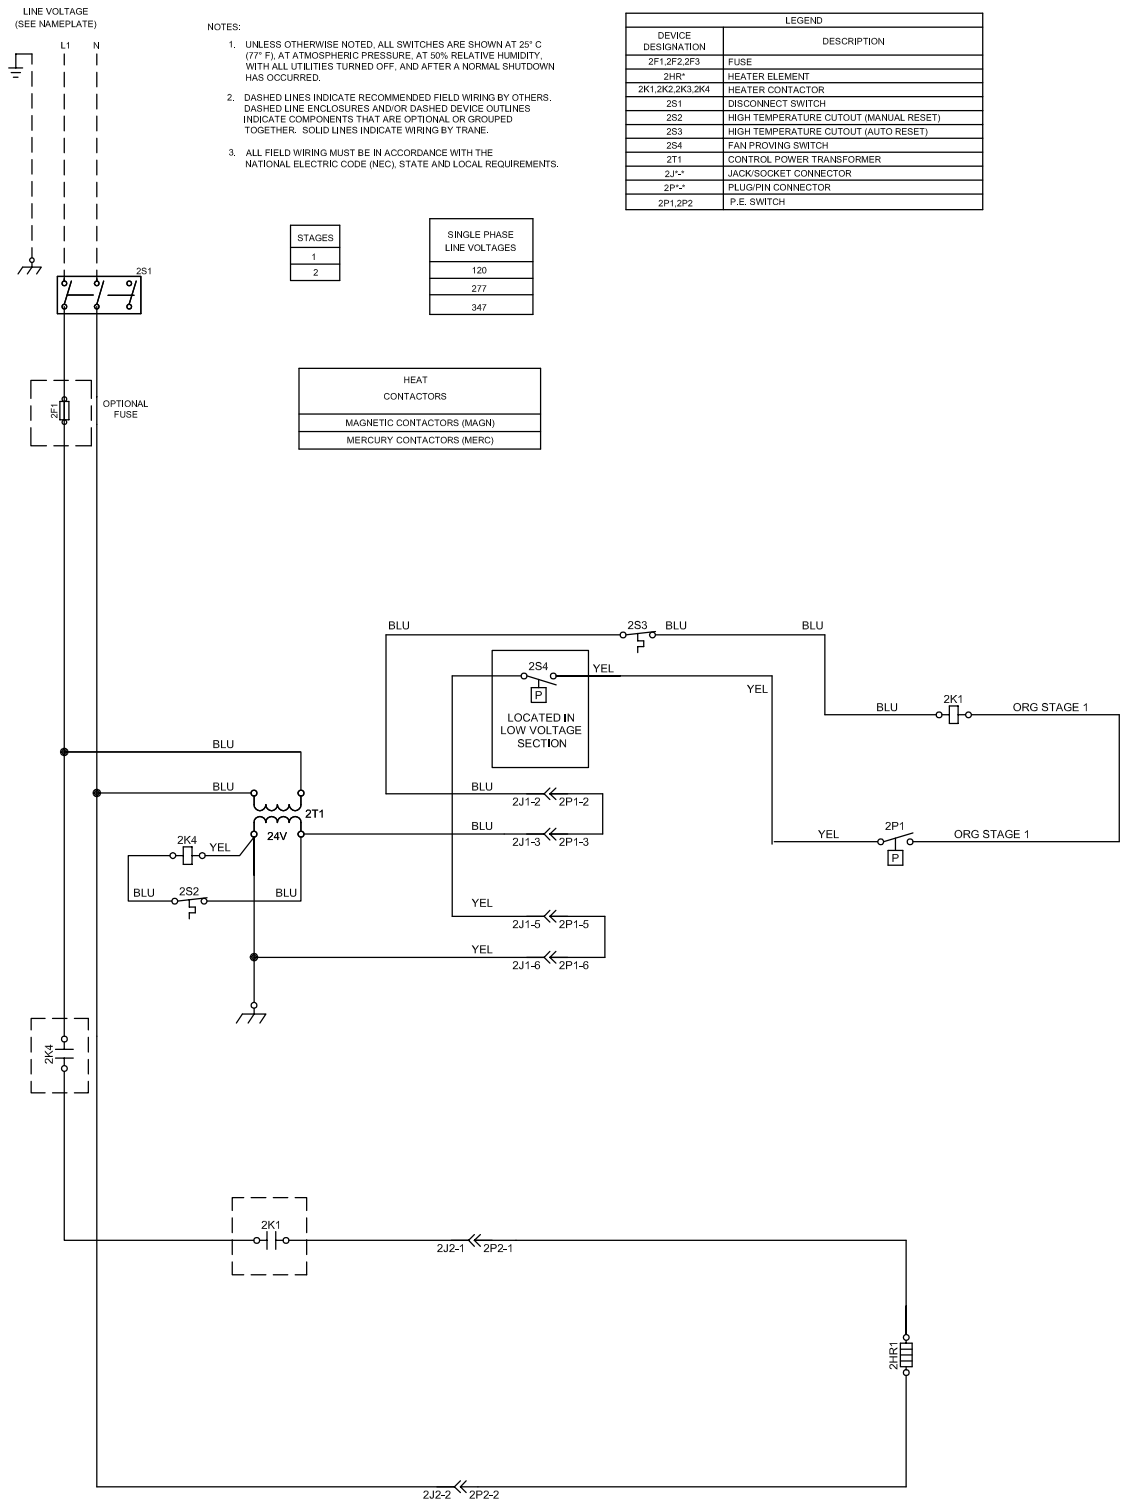 LINE VOLTAGE
(SEE NAMEPLATE)
L1 N
NOTES:
1. UNLESS OTHERWISE NOTED, ALL SWITCHES ARE SHOWN AT 25° C
(77° F), AT ATMOSPHERIC PRESSURE, AT 50% RELATIVE HUMIDITY,
WITH ALL UTILITIES TURNED OFF, AND AFTER A NORMAL SHUTDOWN
HAS OCCURRED.
2. DASHED LINES INDICATE RECOMMENDED FIELD WIRING BY OTHERS.
DASHED LINE ENCLOSURES AND/OR DASHED DEVICE OUTLINES
INDICATE COMPONENTS THAT ARE OPTIONAL OR GROUPED
TOGETHER. SOLID LINES INDICATE WIRING BY TRANE.
3. ALL FIELD WIRING MUST BE IN ACCORDANCE WITH THE
NATIONAL ELECTRIC CODE (NEC), STATE AND LOCAL REQUIREMENTS.
LEGEND
DEVICE
DESIGNATION
DESCRIPTION
2F1,2F2,2F3 FUSE
2HR* HEATER ELEMENT
2K1,2K2,2K3,2K4 HEATER CONTACTOR
2S1 DISCONNECT SWITCH
2S2 HIGH TEMPERATURE CUTOUT (MANUAL RESET)
2S3 HIGH TEMPERATURE CUTOUT (AUTO RESET)
2S4 FAN PROVING SWITCH
2T1 CONTROL POWER TRANSFORMER
2J*-* JACK/SOCKET CONNECTOR
2P*-* PLUG/PIN CONNECTOR
2P1,2P2 P.E. SWITCH
STAGES
1
2
SINGLE PHASE
LINE VOLTAGES
120
277
347
2S1
HEAT
CONTACTORS
MAGNETIC CONTACTORS (MAGN)
MERCURY CONTACTORS (MERC)
2F1
OPTIONAL
FUSE
BLU
2S3
BLU
BLU
2S4
P
LOCATED IN
LOW VOLTAGE
SECTION
YEL
YEL
BLU
2K1
ORG STAGE 1
BLU
BLU
2T1
24V
BLU
2J1-2 2P1-2
BLU
2J1-3 2P1-3
YEL
2P1
P
ORG STAGE 1
2K4
YEL
BLU
2S2
BLU
YEL
2J1-5 2P1-5
YEL
2J1-6 2P1-6
2K4
2K1
2J2-1 2P2-1
2HR1
2J2-2 2P2-2